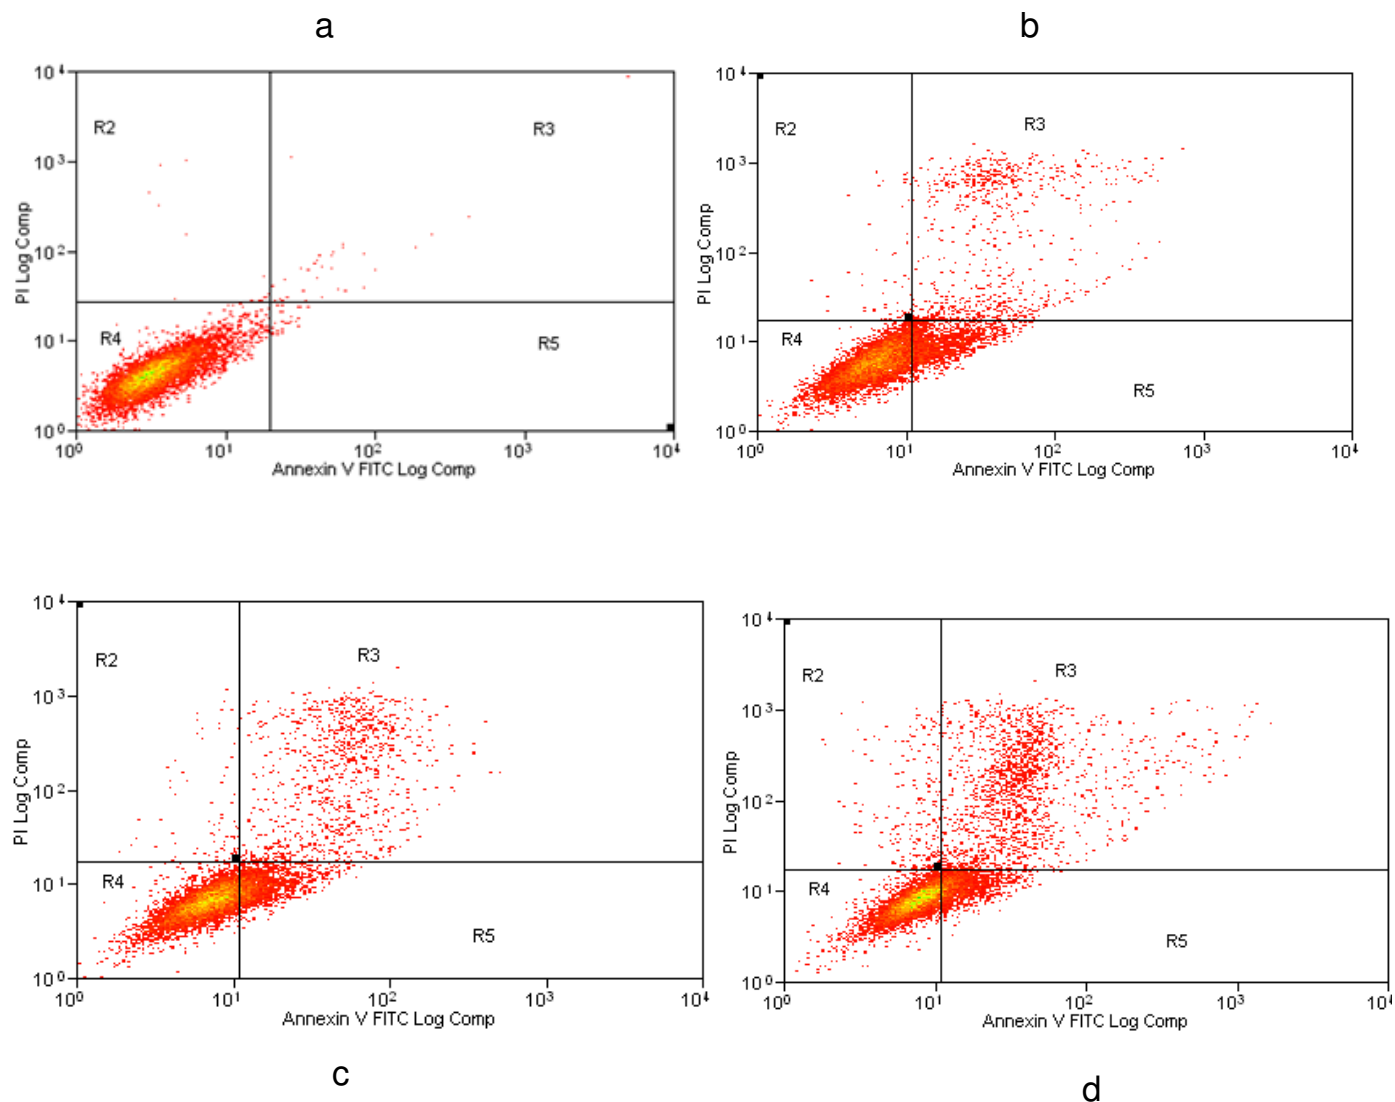 a
b
10⁴
R2
R3
10³
PI Log Comp
10²
R4
10¹
R5
10⁰
10⁰ 10¹ 10² 10³ 10⁴
Annexin V FITC Log Comp
10⁴
R2
R3
10³
PI Log Comp
10²
R4
10¹
R5
10⁰
10⁰ 10¹ 10² 10³ 10⁴
Annexin V FITC Log Comp
10⁴
R2
R3
10³
PI Log Comp
10²
R4
10¹
R5
10⁰
10⁰ 10¹ 10² 10³ 10⁴
Annexin V FITC Log Comp
10⁴
R2
R3
10³
PI Log Comp
10²
R4
10¹
R5
10⁰
10⁰ 10¹ 10² 10³ 10⁴
Annexin V FITC Log Comp
c
d